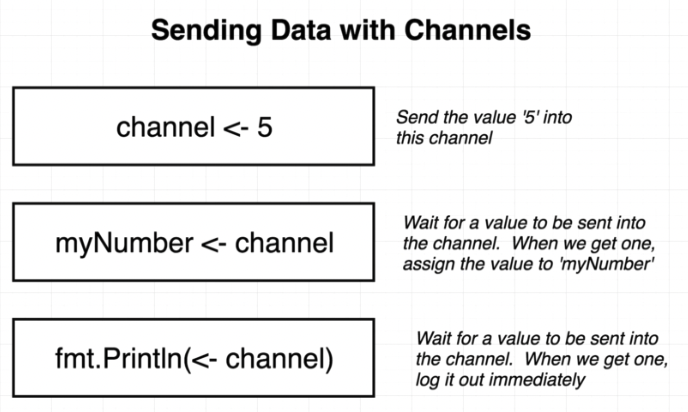 Sending Data with Channels
channel <- 5
Send the value '5' into
this channel
myNumber <- channel
Wait for a value to be sent into
the channel.  When we get one,
assign the value to 'myNumber'
fmt.Println(<- channel)
Wait for a value to be sent into
the channel.  When we get one,
log it out immediately